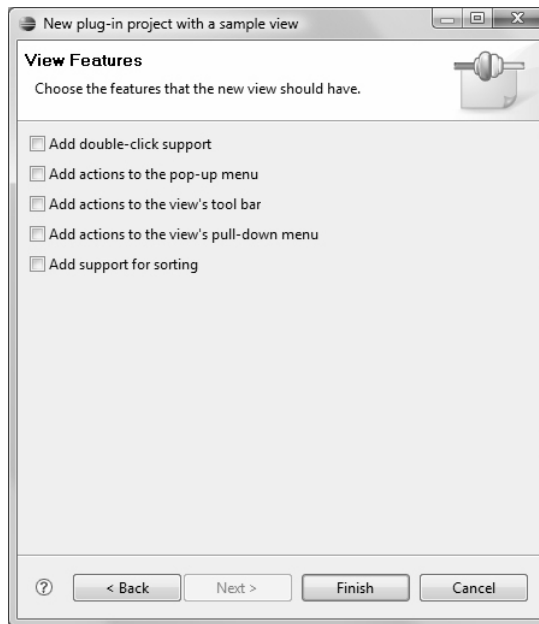 New plug-in project with a sample view
View Features
Choose the features that the new view should have.
Add double-click support
Add actions to the pop-up menu
Add actions to the view's tool bar
Add actions to the view's pull-down menu
Add support for sorting
? < Back Next > Finish Cancel